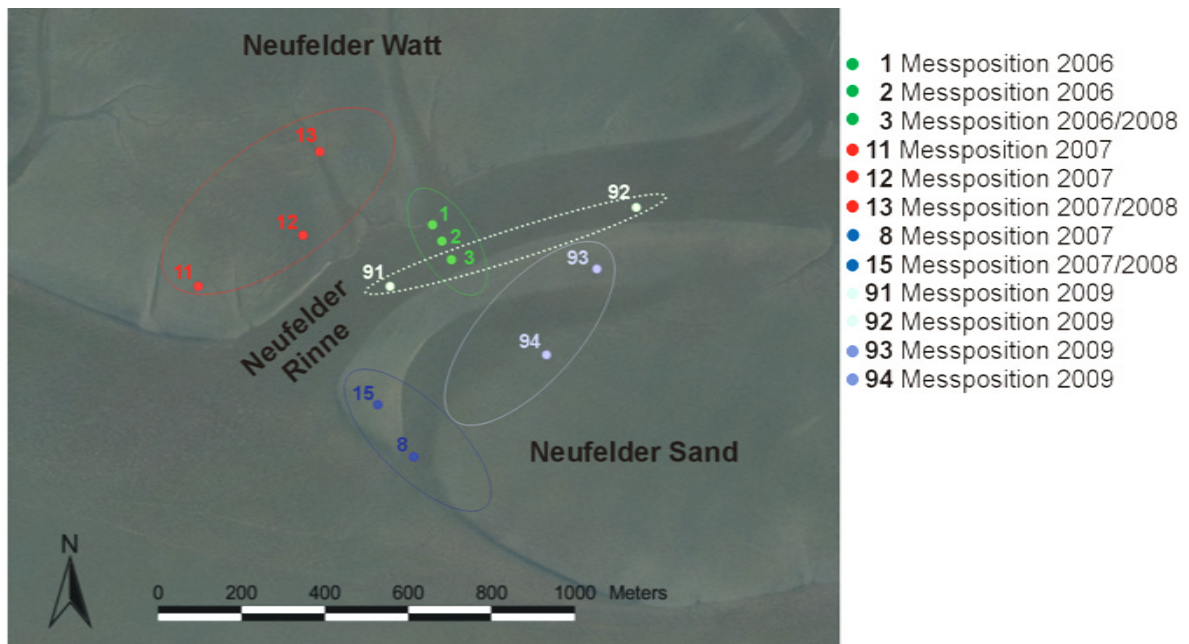 Neufelder Watt
13
12
11
1
2
3
91
92
93
94
15
8
Neufelder
Rinne
Neufelder Sand
N
0 200 400 600 800 1000 Meters
1 Messposition 2006
2 Messposition 2006
3 Messposition 2006/2008
11 Messposition 2007
12 Messposition 2007
13 Messposition 2007/2008
8 Messposition 2007
15 Messposition 2007/2008
91 Messposition 2009
92 Messposition 2009
93 Messposition 2009
94 Messposition 2009